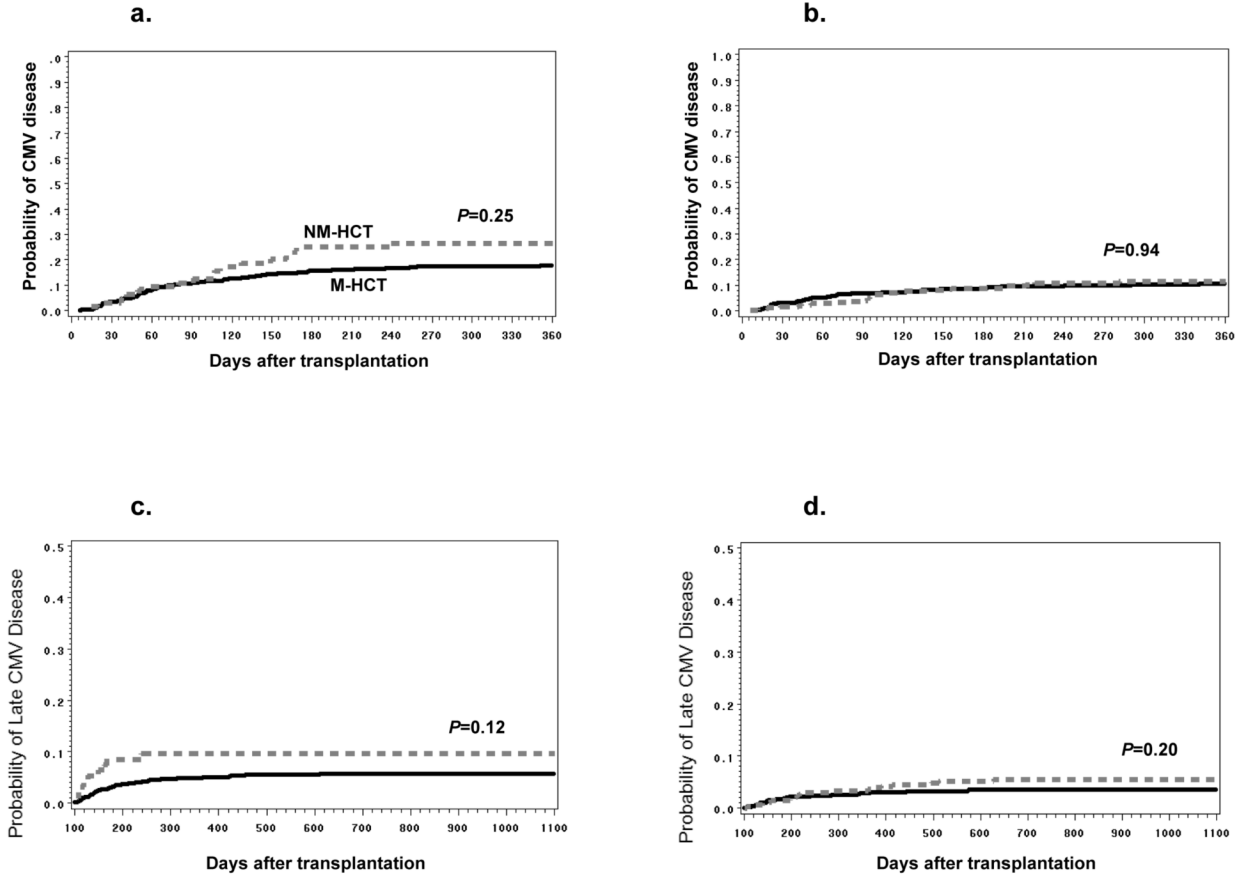 a.
Probability of CMV disease
.0
.9
.8
.7
.6
.5
.4
.3
.2
0.1
0.0
NM-HCT
M-HCT
P=0.25
0 30 60 90 120 150 180 210 240 270 300 330 360
Days after transplantation
b.
Probability of CMV disease
1.0
0.9
0.8
0.7
0.6
0.5
0.4
0.3
0.2
0.1
0.0
P=0.94
0 30 60 90 120 150 180 210 240 270 300 330 360
Days after transplantation
c.
Probability of Late CMV Disease
0.5
0.4
0.3
0.2
0.1
0.0
P=0.12
100 200 300 400 500 600 700 800 900 1000 1100
Days after transplantation
d.
Probability of Late CMV Disease
0.5
0.4
0.3
0.2
0.1
0.0
P=0.20
100 200 300 400 500 600 700 800 900 1000 1100
Days after transplantation